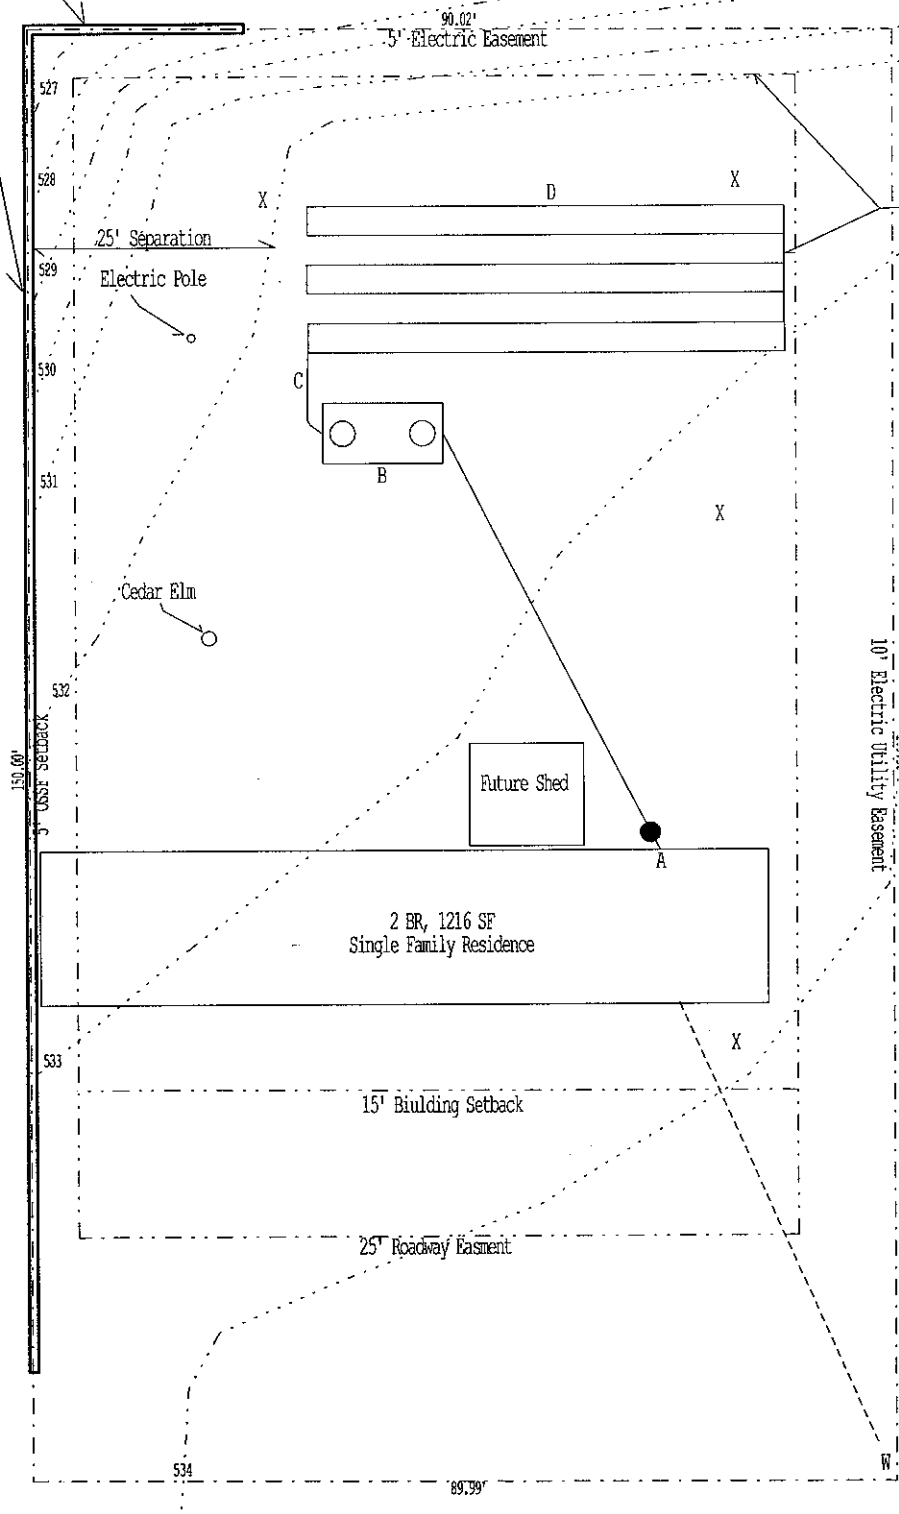 90.02'
5' Electric Easement
527
528
X
X
D
25' Separation
529
Electric Pole
530
C
B
531
X
Cedar Elm
532
5' OSSF Setback
150.00'
10' Electric Utility Easement
Future Shed
A
2 BR, 1216 SF
Single Family Residence
533
X
15' Biulding Setback
25' Roadway Easment
534
W
89.99'